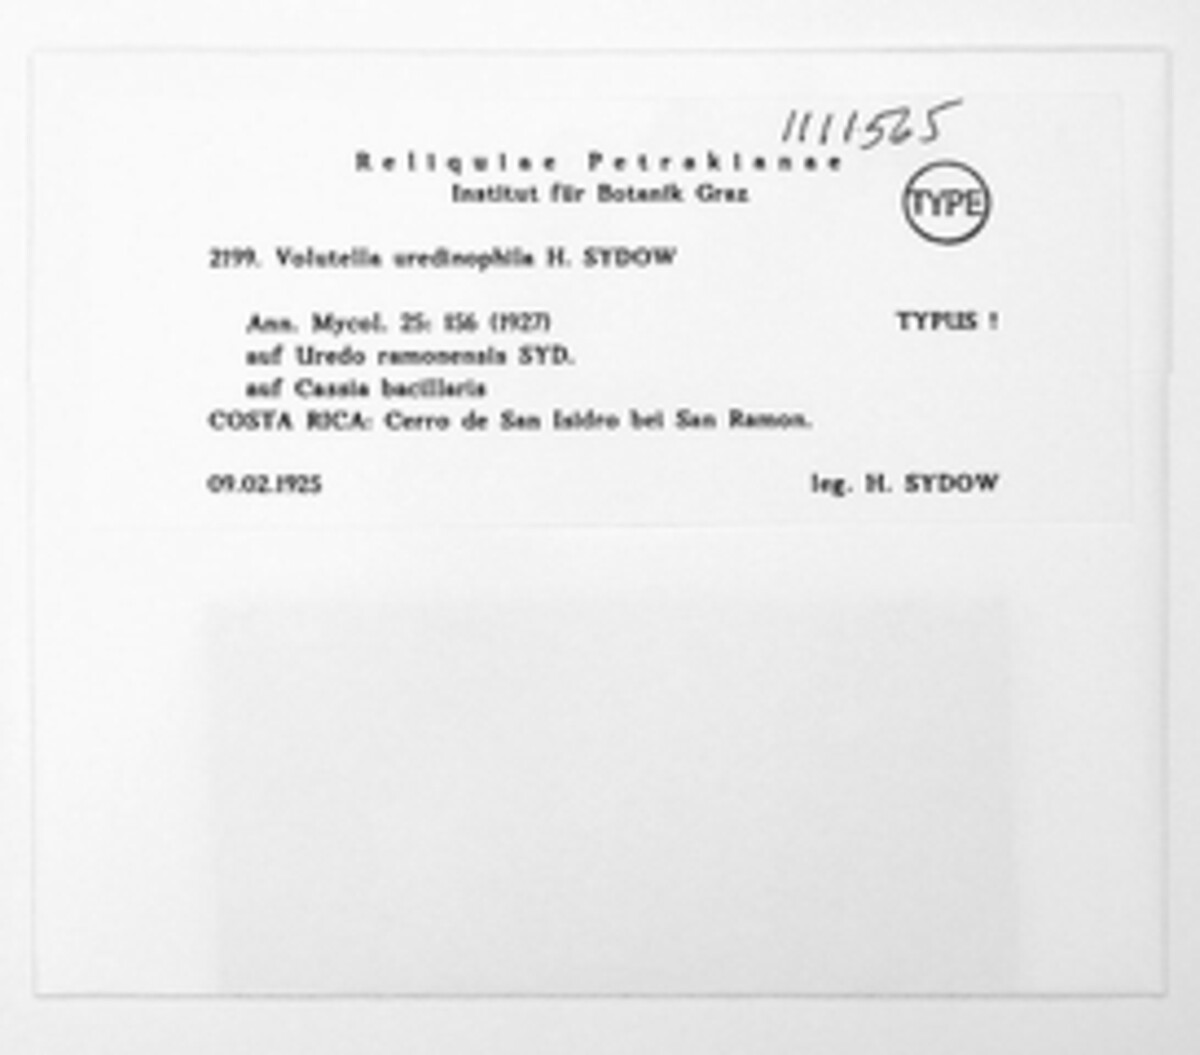 1111565
Reliquiae Petrakianae
Institut für Botanik Graz
TYPE
2199. Volutella uredinophila H. SYDOW
Ann. Mycol. 25: 156 (1927)
TYPUS !
auf Uredo ramonensis SYD.
auf Cassia bacillaris
COSTA RICA: Cerro de San Isidro bei San Ramon.
09.02.1925
leg. H. SYDOW